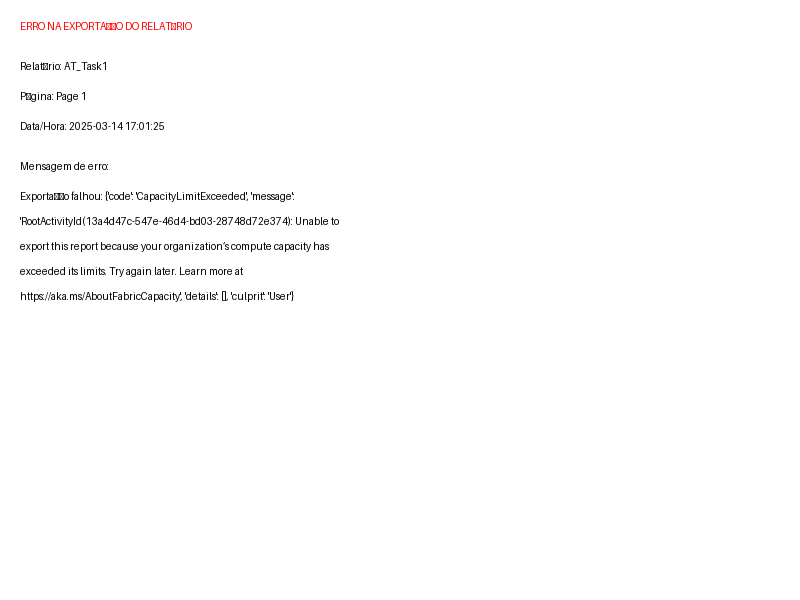 ERRO NA EXPORTA▯▯O DO RELAT▯RIO
Relat▯rio: AT_Task1
P▯gina: Page 1
Data/Hora: 2025-03-14 17:01:25
Mensagem de erro:
Exporta▯▯o falhou: {'code': 'CapacityLimitExceeded', 'message':
'RootActivityId(13a4d47c-547e-46d4-bd03-28748d72e374): Unable to
export this report because your organization’s compute capacity has
exceeded its limits. Try again later. Learn more at
https://aka.ms/AboutFabricCapacity', 'details': [], 'culprit': 'User'}